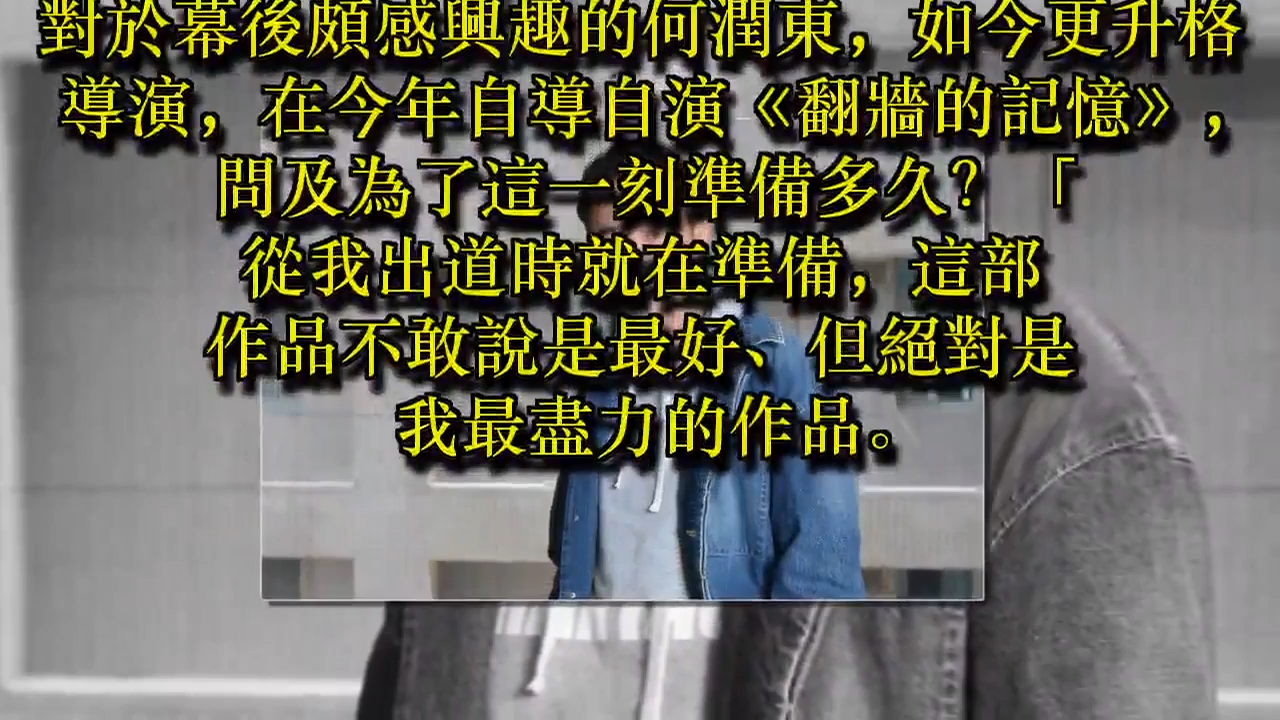 對於幕後頗感興趣的何潤東，如今更升格
導演，在今年自導自演《翻牆的記憶》，
問及為了這一刻準備多久？「
從我出道時就在準備，這部
作品不敢說是最好、但絕對是
我最盡力的作品。